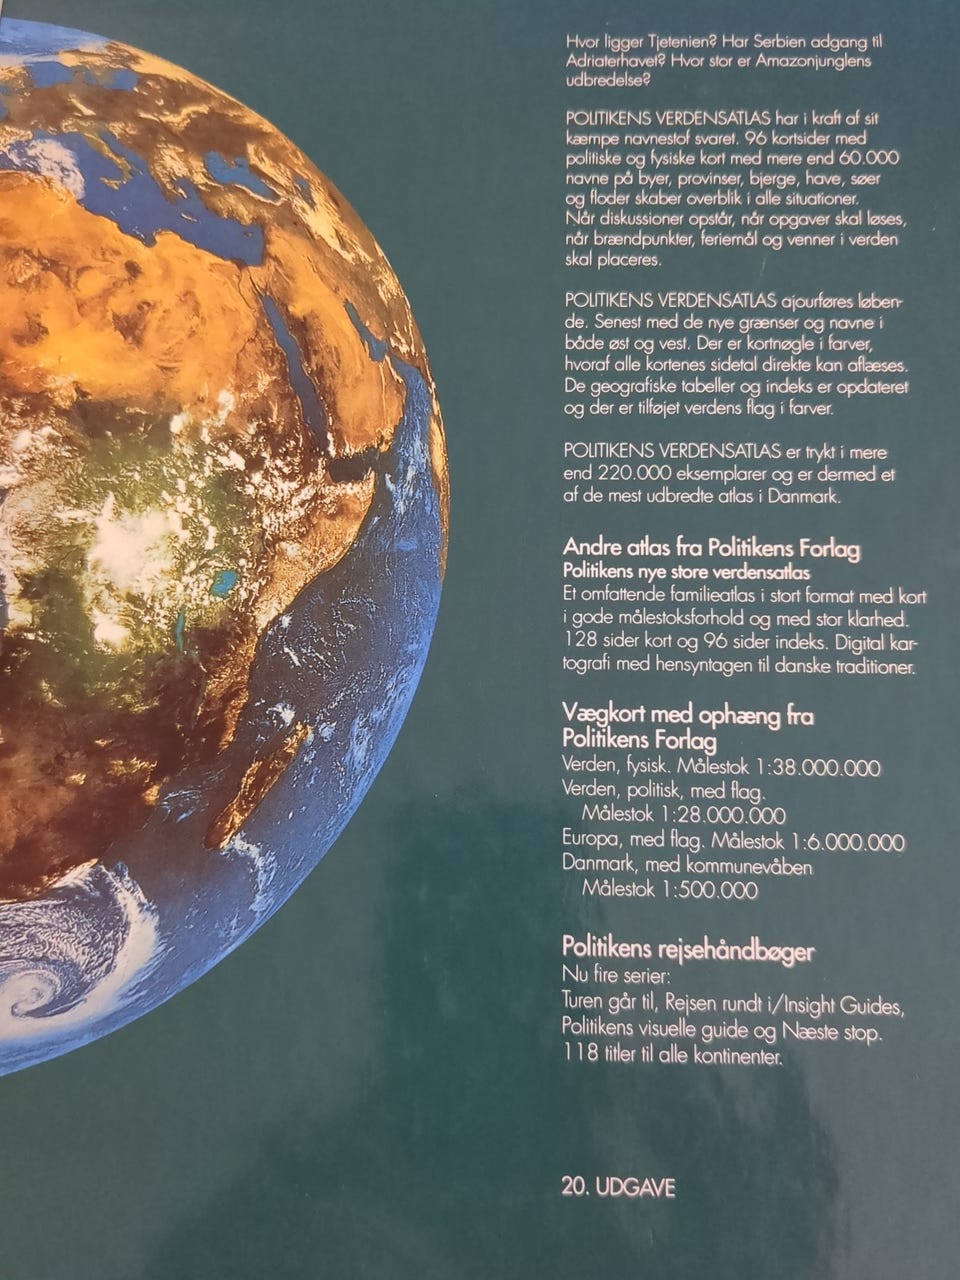 Hvor ligger Tjetenien? Har Serbien adgang til
Adriaterhavet? Hvor stor er Amazonjunglens
udbredelse?
POLITIKENS VERDENSATLAS har i kraft af sit
kæmpe navnestof svaret. 96 kortsider med
politiske og fysiske kort med mere end 60.000
navne på byer, provinser, bjerge, have, søer
og floder skaber overblik i alle situationer.
Når diskussioner opstår, når opgaver skal løses,
når brændpunkter, feriemål og venner i verden
skal placeres.
POLITIKENS VERDENSATLAS ajourføres løben-
de. Senest med de nye grænser og navne i
både øst og vest. Der er kortnøgle i farver,
hvoraf alle kortenes sidetal direkte kan aflæses.
De geografiske tabeller og indeks er opdateret
og der er tilføjet verdens flag i farver.
POLITIKENS VERDENSATLAS er trykt i mere
end 220.000 eksemplarer og er dermed et
af de mest udbredte atlas i Danmark.
Andre atlas fra Politikens Forlag
Politikens nye store verdensatlas
Et omfattende familieatlas i stort format med kort
i gode målestoksforhold og med stor klarhed.
128 sider kort og 96 sider indeks. Digital kar-
tografi med hensyntagen til danske traditioner.
Vægkort med ophæng fra
Politikens Forlag
Verden, fysisk. Målestok 1:38.000.000
Verden, politisk, med flag.
Målestok 1:28.000.000
Europa, med flag. Målestok 1:6.000.000
Danmark, med kommunevåben
Målestok 1:500.000
Politikens rejsehåndbøger
Nu fire serier:
Turen går til, Rejsen rundt i/Insight Guides,
Politikens visuelle guide og Næste stop.
118 titler til alle kontinenter.
20. UDGAVE